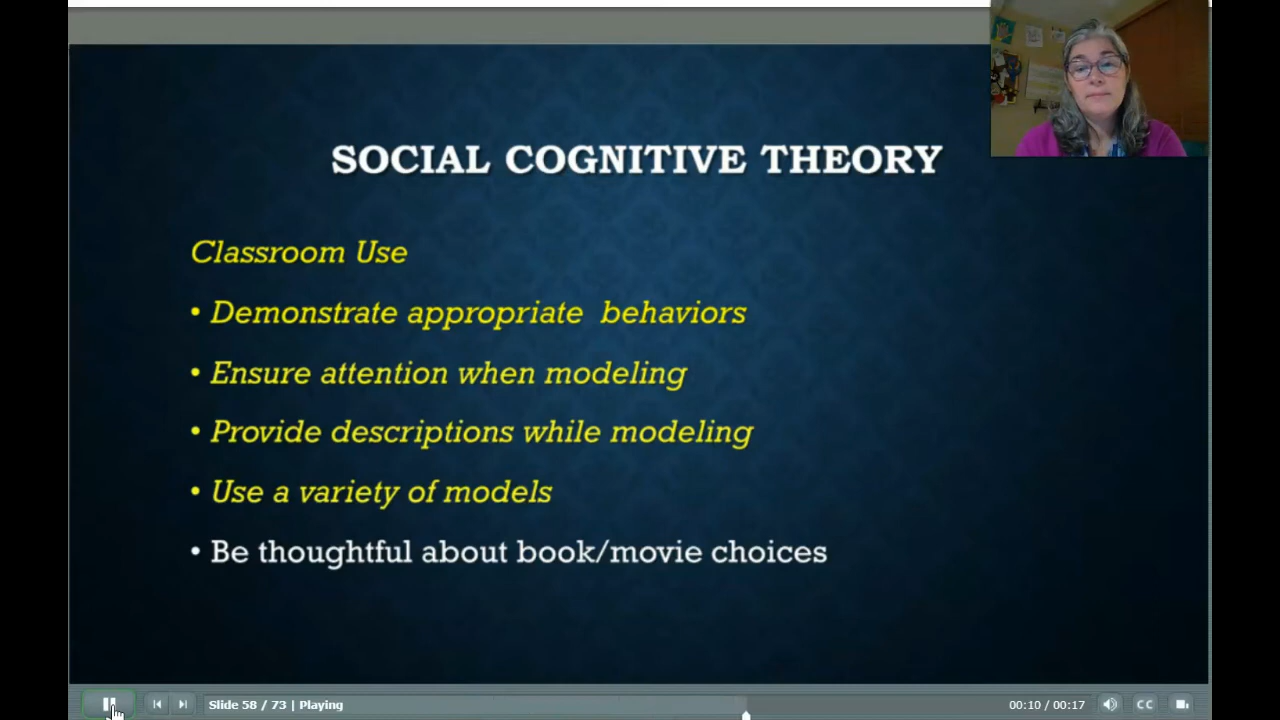 SOCIAL COGNITIVE THEORY
Classroom Use
• Demonstrate appropriate behaviors
• Ensure attention when modeling
• Provide descriptions while modeling
• Use a variety of models
• Be thoughtful about book/movie choices
Slide 58 / 73 | Playing
00:10 / 00:17
CC